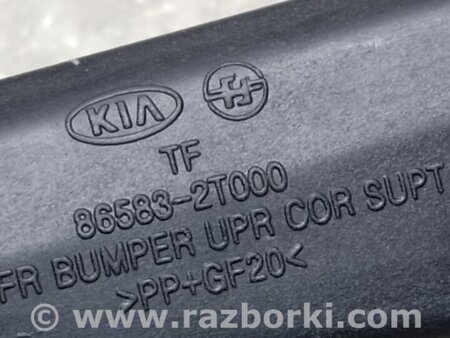 KIA
TF
86583-2T000
FR BUMPER UPR COR SUPT
>PP+GF20<
© www.razborki.com